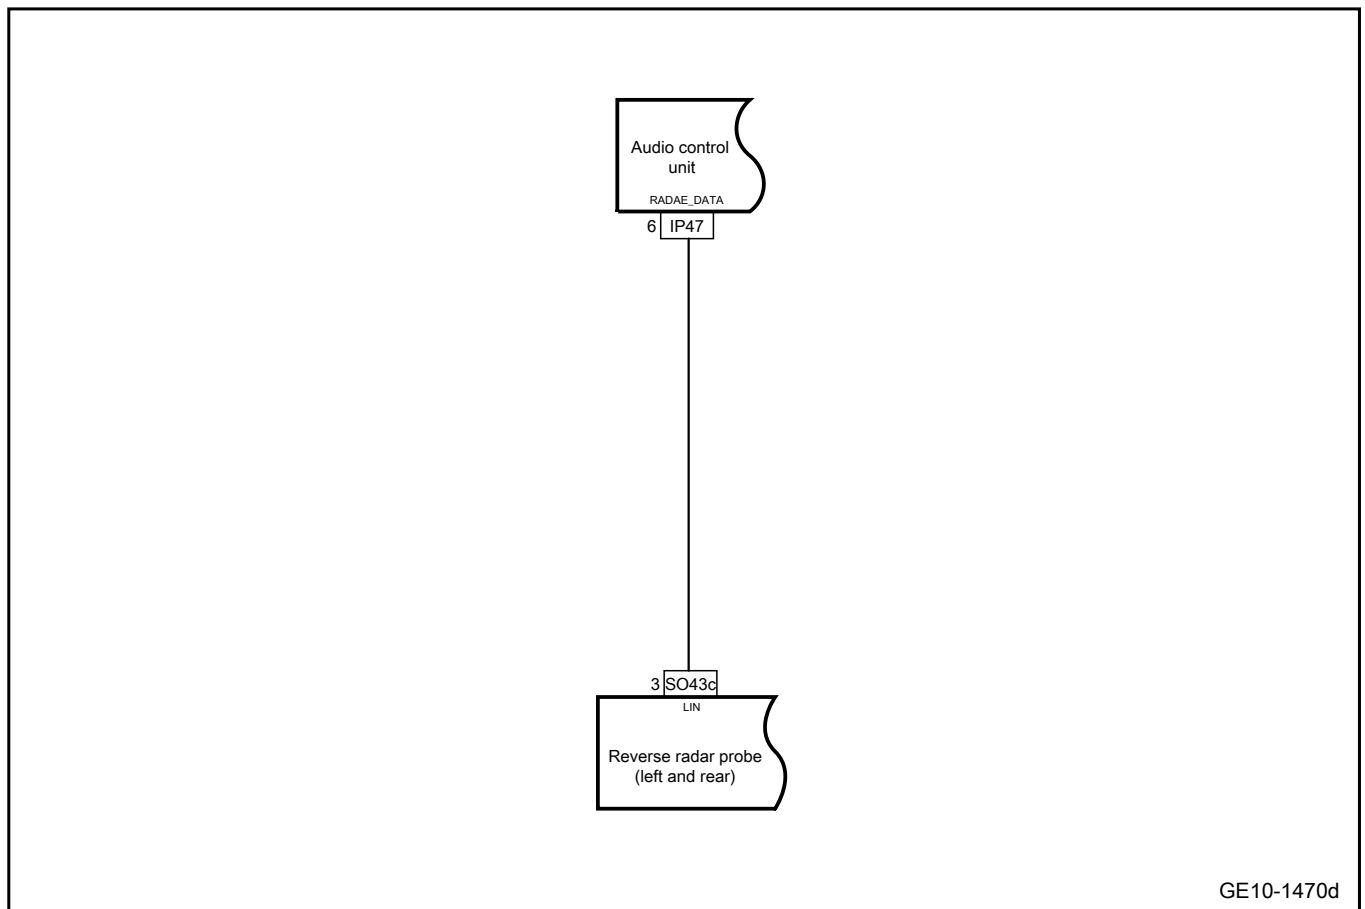 Audio control
unit
RADAE_DATA
6 IP47
3 SO43c
LIN
Reverse radar probe
(left and rear)
GE10-1470d